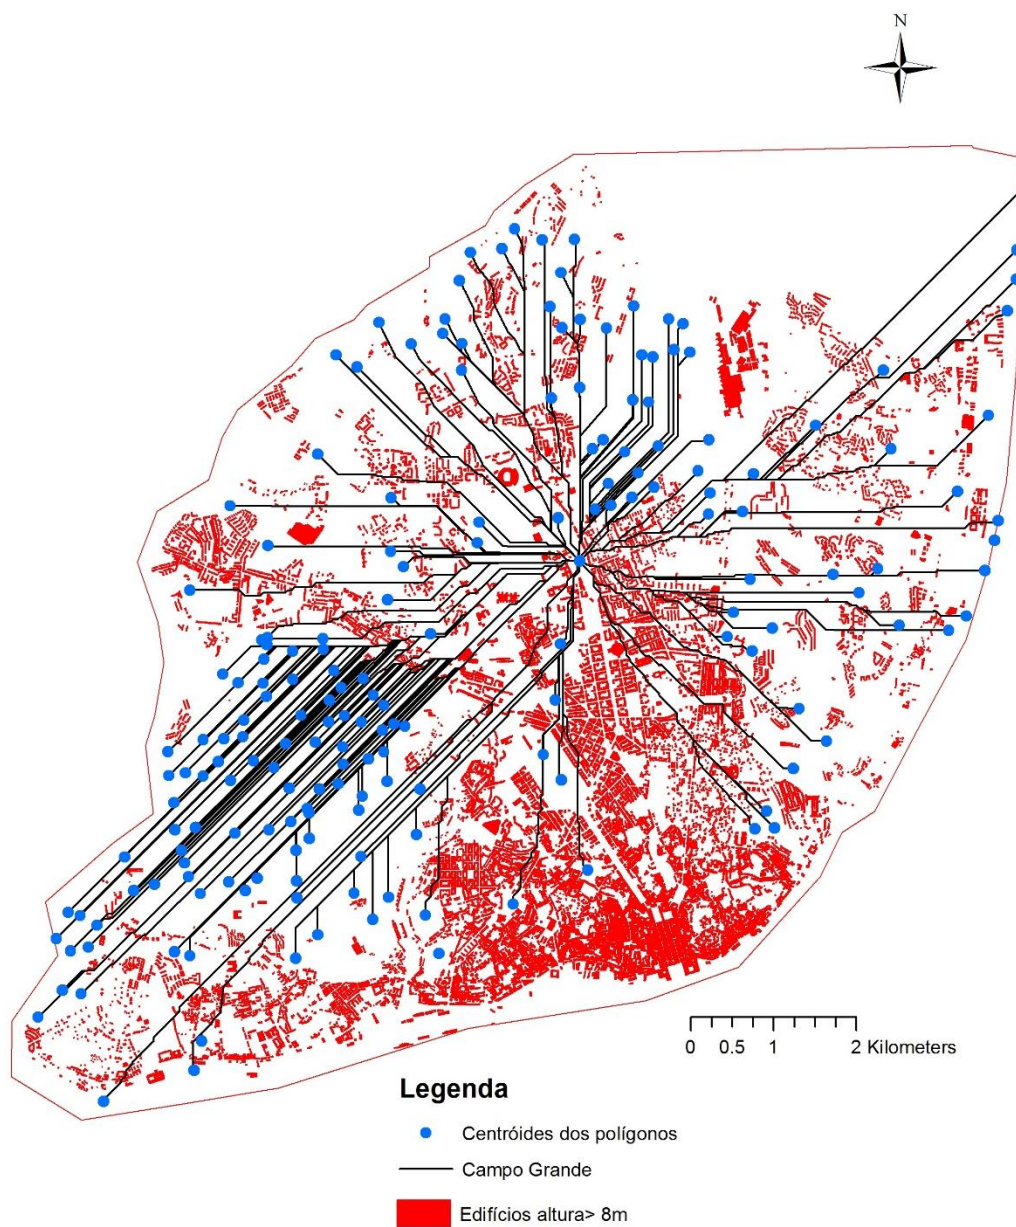 N
0 0.5 1 2 Kilometers
Legenda
Centróides dos polígonos
Campo Grande
Edifícios altura> 8m